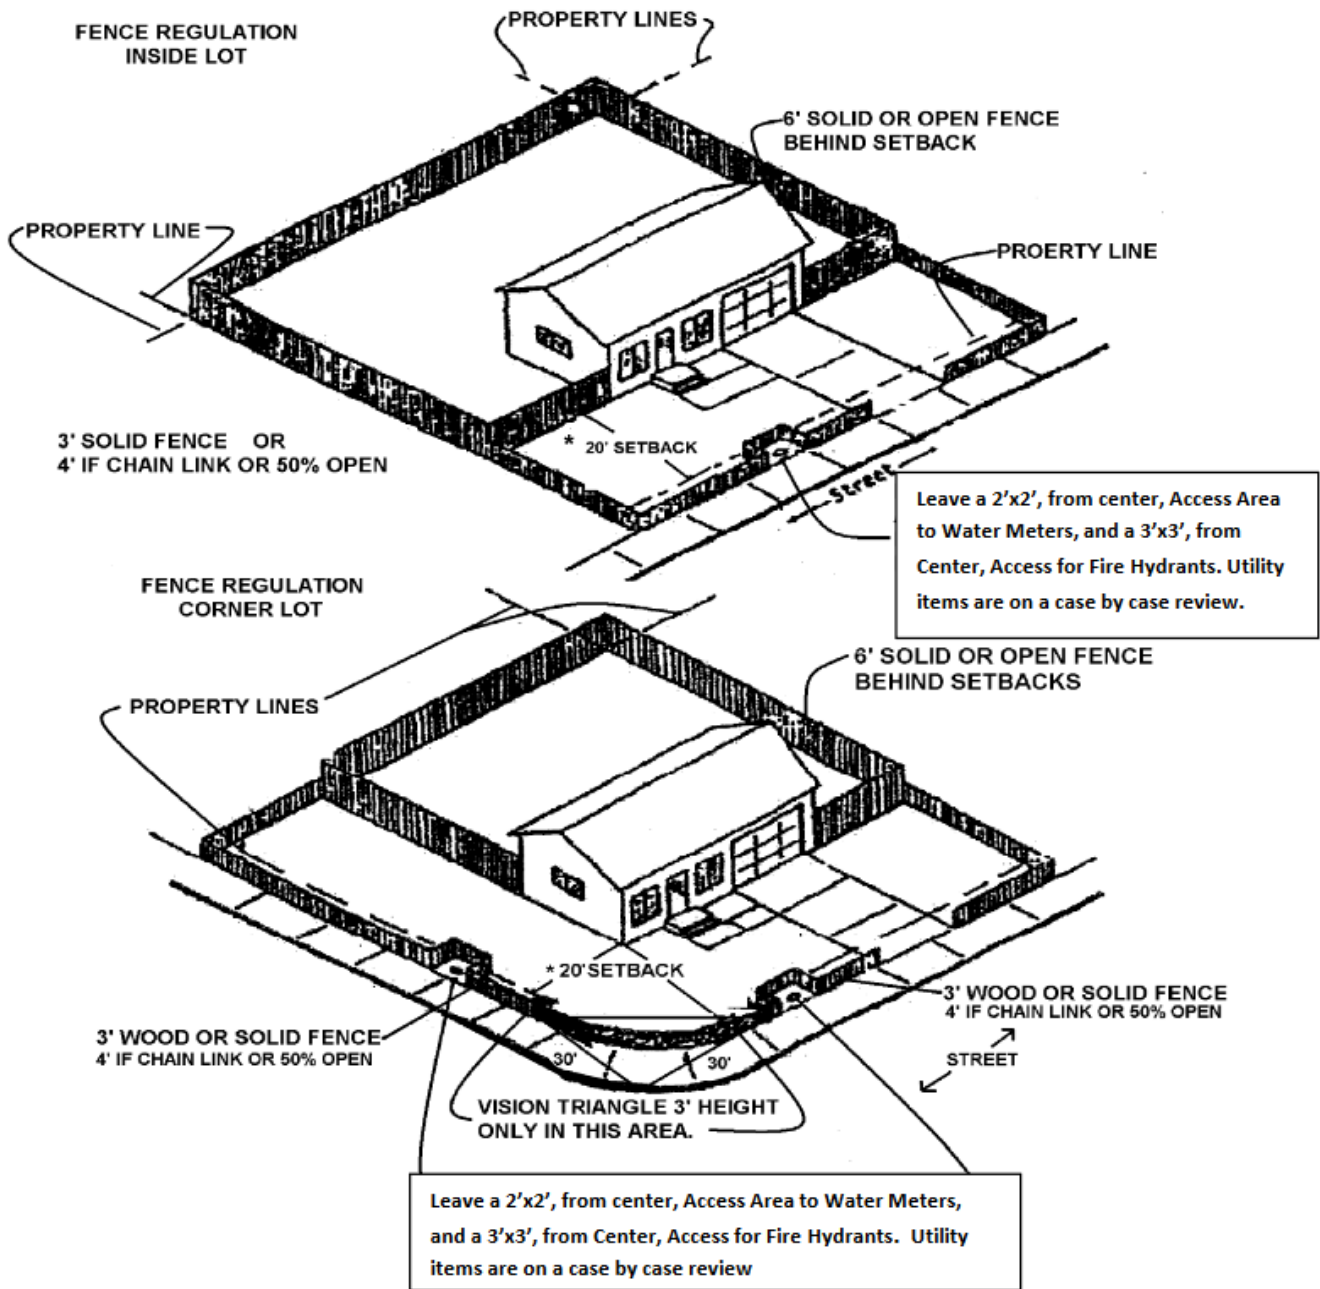 FENCE REGULATION
INSIDE LOT
PROPERTY LINES
6' SOLID OR OPEN FENCE
BEHIND SETBACK
PROPERTY LINE
PROERTY LINE
3' SOLID FENCE OR
4' IF CHAIN LINK OR 50% OPEN
* 20' SETBACK
Street
Leave a 2'x2', from center, Access Area
to Water Meters, and a 3'x3', from
Center, Access for Fire Hydrants. Utility
items are on a case by case review.
FENCE REGULATION
CORNER LOT
6' SOLID OR OPEN FENCE
BEHIND SETBACKS
PROPERTY LINES
* 20' SETBACK
3' WOOD OR SOLID FENCE
4' IF CHAIN LINK OR 50% OPEN
3' WOOD OR SOLID FENCE
4' IF CHAIN LINK OR 50% OPEN
30'
30'
STREET
VISION TRIANGLE 3' HEIGHT
ONLY IN THIS AREA.
Leave a 2'x2', from center, Access Area to Water Meters,
and a 3'x3', from Center, Access for Fire Hydrants. Utility
items are on a case by case review